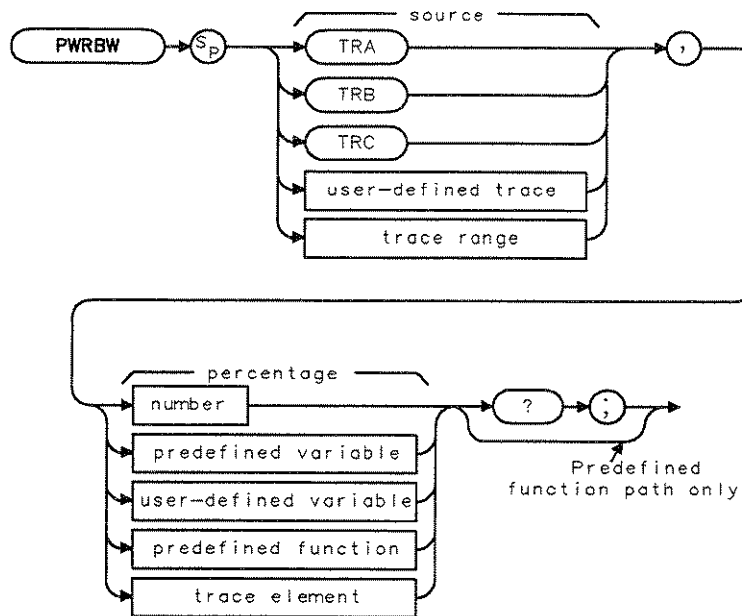 source
PWRBW SP TRA ,
TRB
TRC
user-defined trace
trace range
percentage
number ? ;
predefined variable
user-defined variable
predefined function
trace element
Predefined
function path only